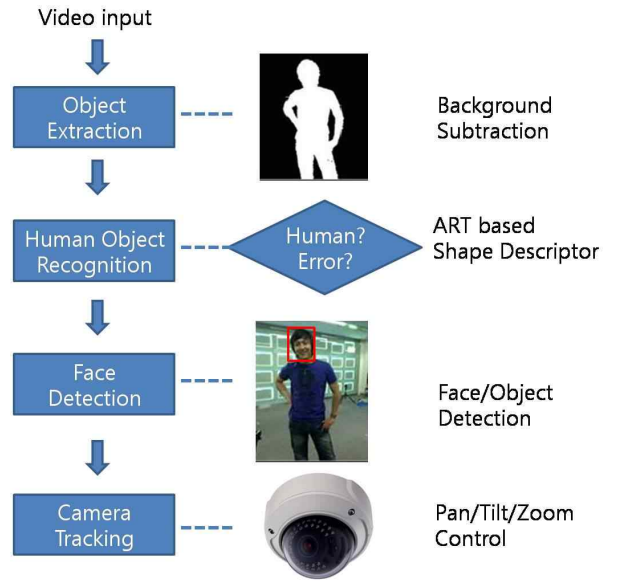 Video input
Object
Extraction
Background
Subtraction
Human Object
Recognition
Human?
Error?
ART based
Shape Descriptor
Face
Detection
Face/Object
Detection
Camera
Tracking
Pan/Tilt/Zoom
Control